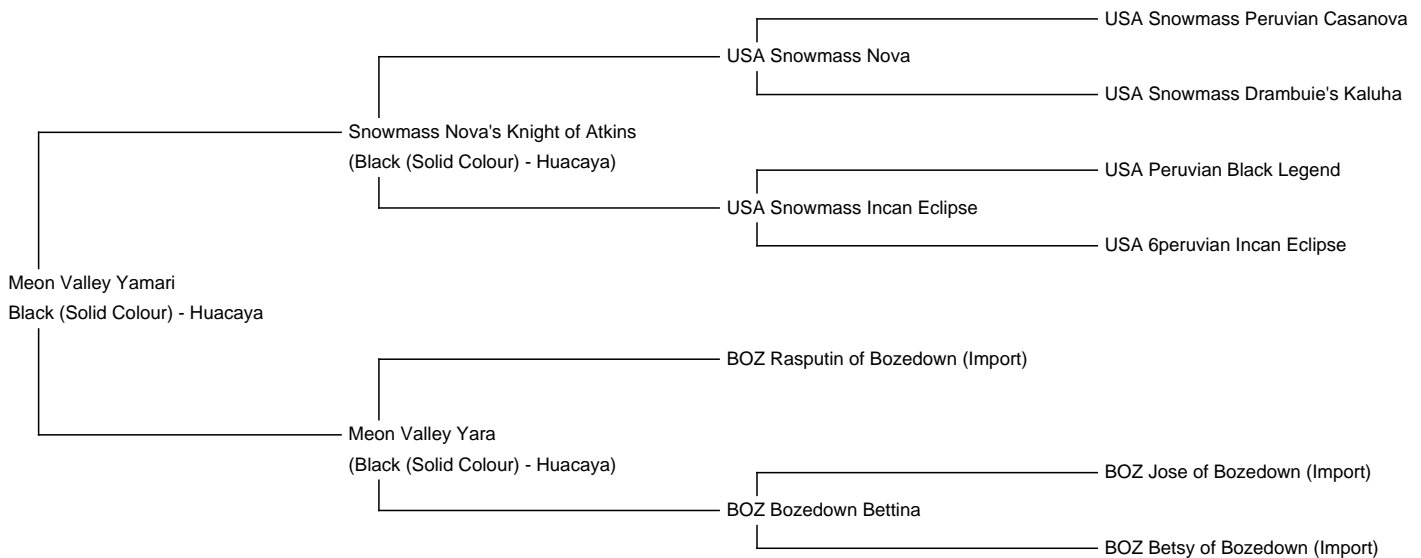 USA Snowmass Peruvian Casanova
USA Snowmass Nova
USA Snowmass Drambuie's Kaluha
Snowmass Nova's Knight of Atkins
(Black (Solid Colour) - Huacaya)
USA Peruvian Black Legend
USA Snowmass Incan Eclipse
USA 6peruvian Incan Eclipse
Meon Valley Yamari
Black (Solid Colour) - Huacaya
BOZ Rasputin of Bozedown (Import)
Meon Valley Yara
(Black (Solid Colour) - Huacaya)
BOZ Jose of Bozedown (Import)
BOZ Bozedown Bettina
BOZ Betsy of Bozedown (Import)